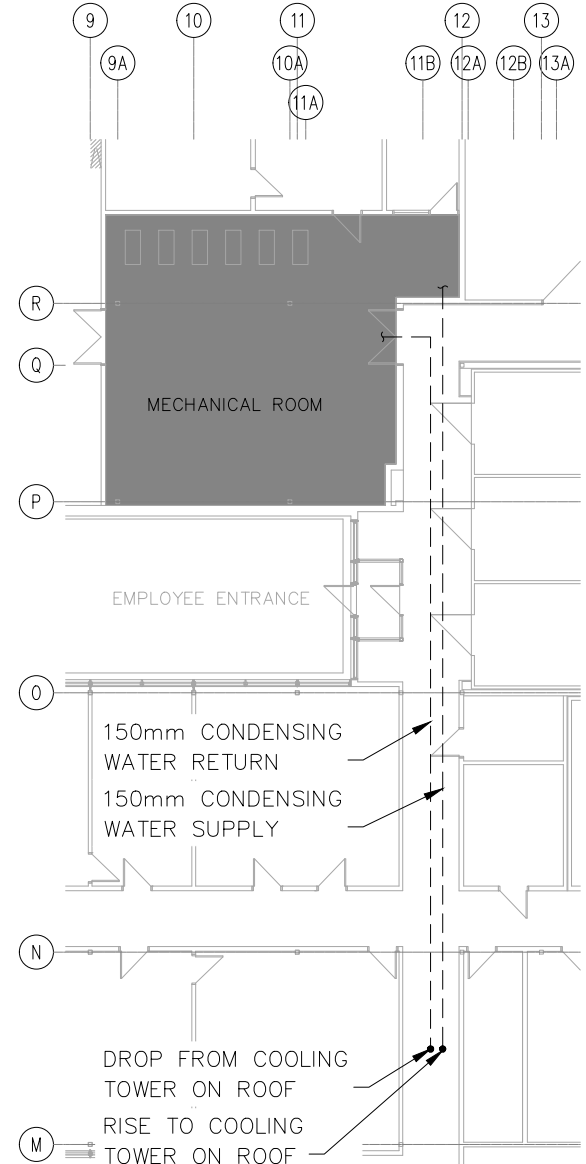 9
10
11
12
13
9A
10A
11B
12A
12B
13A
11A
R
Q
MECHANICAL ROOM
P
EMPLOYEE ENTRANCE
O
150mm CONDENSING
WATER RETURN
150mm CONDENSING
WATER SUPPLY
N
DROP FROM COOLING
TOWER ON ROOF
RISE TO COOLING
TOWER ON ROOF
M